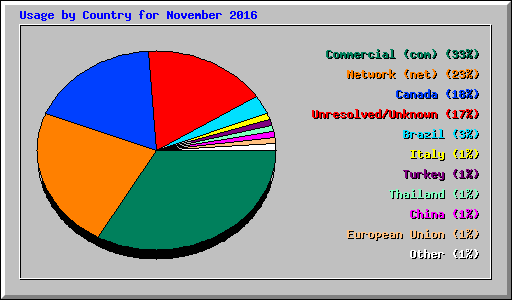 Usage by Country for November 2016
Commercial (com) (33%)
Network (net) (23%)
Canada (18%)
Unresolved/Unknown (17%)
Brazil (3%)
Italy (1%)
Turkey (1%)
Thailand (1%)
China (1%)
European Union (1%)
Other (1%)